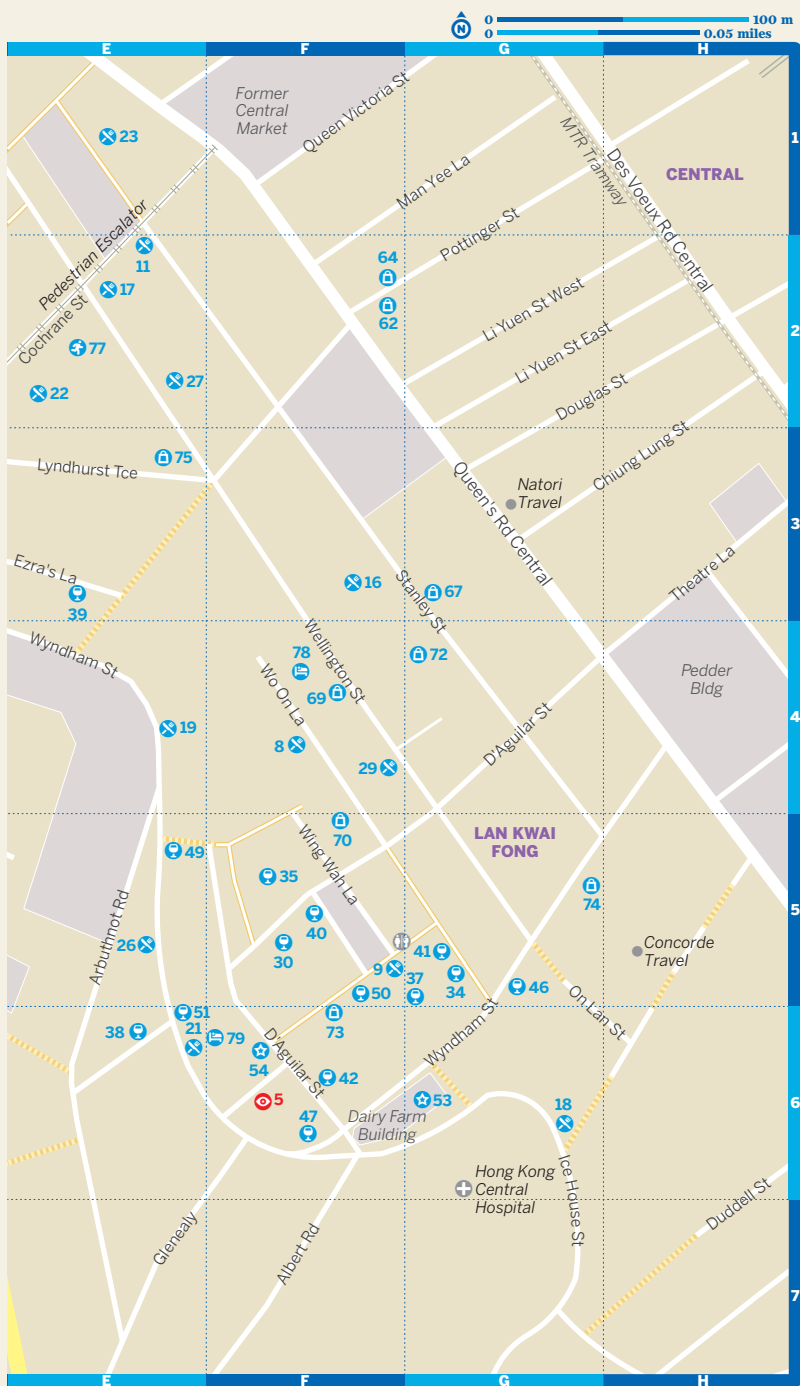 N
0 100 m
0 0.05 miles
E F G H
1
2
3
4
5
6
7
Former
Central
Market
Queen Victoria St
Man Yee La
MTR Tramway
Des Voeux Rd Central
CENTRAL
23
Pottinger St
Pedestrian Escalator
11
17
Cochrane St
64
62
Li Yuen St West
Li Yuen St East
Douglas St
77
27
22
75
Lyndhurst Tce
Chiung Lung St
Queen's Rd Central
Natori
Travel
Theatre La
Ezra's La
39
16
Stanley St
67
Wyndham St
78
Wellington St
72
69
Wo On La
Pedder
Bldg
19
8
29
D'Aguilar St
70
LAN KWAI
FONG
49
Wing Wah La
35
74
40
Arbuthnot Rd
26
30
41
Concorde
Travel
9
37
34
50
46
On Lan St
51
38
21
79
73
Wyndham St
54
D'Aguilar St
42
5
53
18
47
Dairy Farm
Building
Hong Kong
Central
Hospital
Ice House St
Duddell St
Glenealy
Albert Rd
E F G H